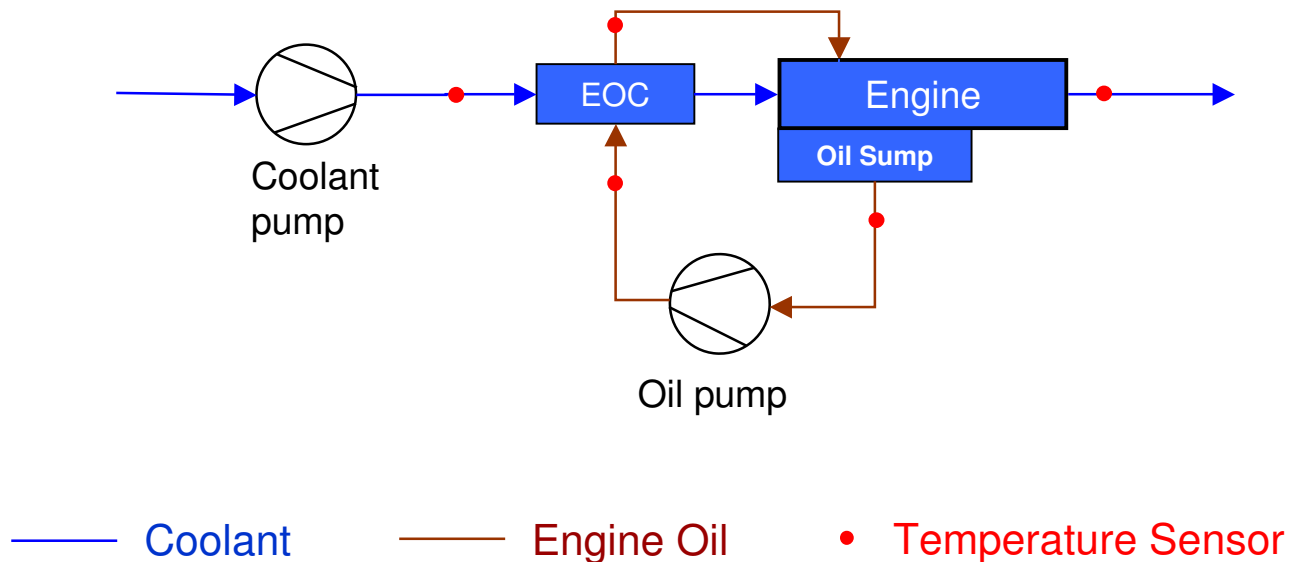 EOC
Engine
Oil Sump
Coolant
pump
Oil pump
Coolant
Engine Oil
Temperature Sensor